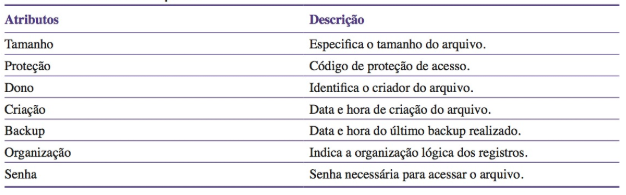 Atributos Descrição
Tamanho Especifica o tamanho do arquivo.
Proteção Código de proteção de acesso.
Dono Identifica o criador do arquivo.
Criação Data e hora de criação do arquivo.
Backup Data e hora do último backup realizado.
Organização Indica a organização lógica dos registros.
Senha Senha necessária para acessar o arquivo.